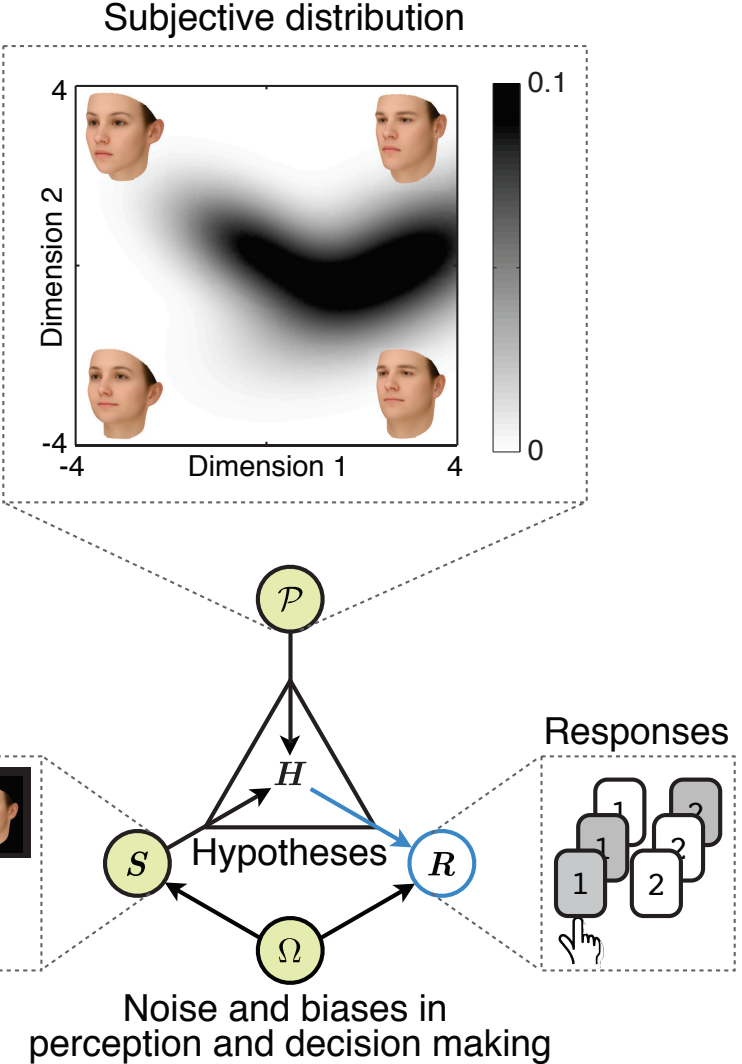 Subjective distribution
4
0.1
Dimension 2
-4
0
-4
Dimension 1
4
𝒫
Responses
H
Hypotheses
S
R
1
2
1
2
1
2
Ω
Noise and biases in
perception and decision making